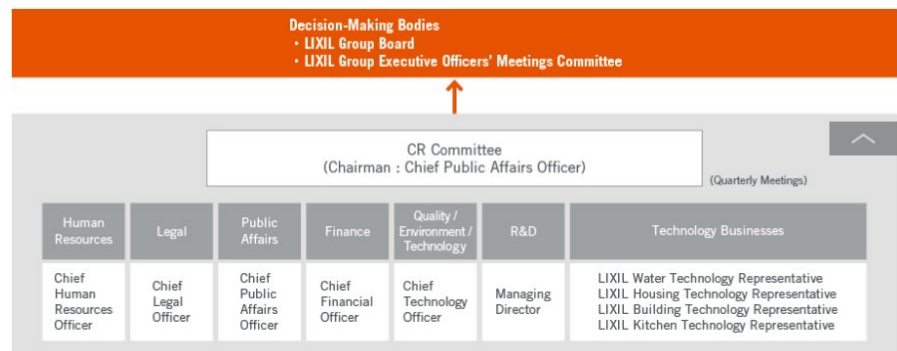 Decision-Making Bodies
• LIXIL Group Board
• LIXIL Group Executive Officers' Meetings Committee
CR Committee
(Chairman : Chief Public Affairs Officer)
(Quarterly Meetings)
Human
Resources
Legal
Public
Affairs
Finance
Quality /
Environment /
Technology
R&D
Technology Businesses
Chief
Human
Resources
Officer
Chief
Legal
Officer
Chief
Public
Affairs
Officer
Chief
Financial
Officer
Chief
Technology
Officer
Managing
Director
LIXIL Water Technology Representative
LIXIL Housing Technology Representative
LIXIL Building Technology Representative
LIXIL Kitchen Technology Representative